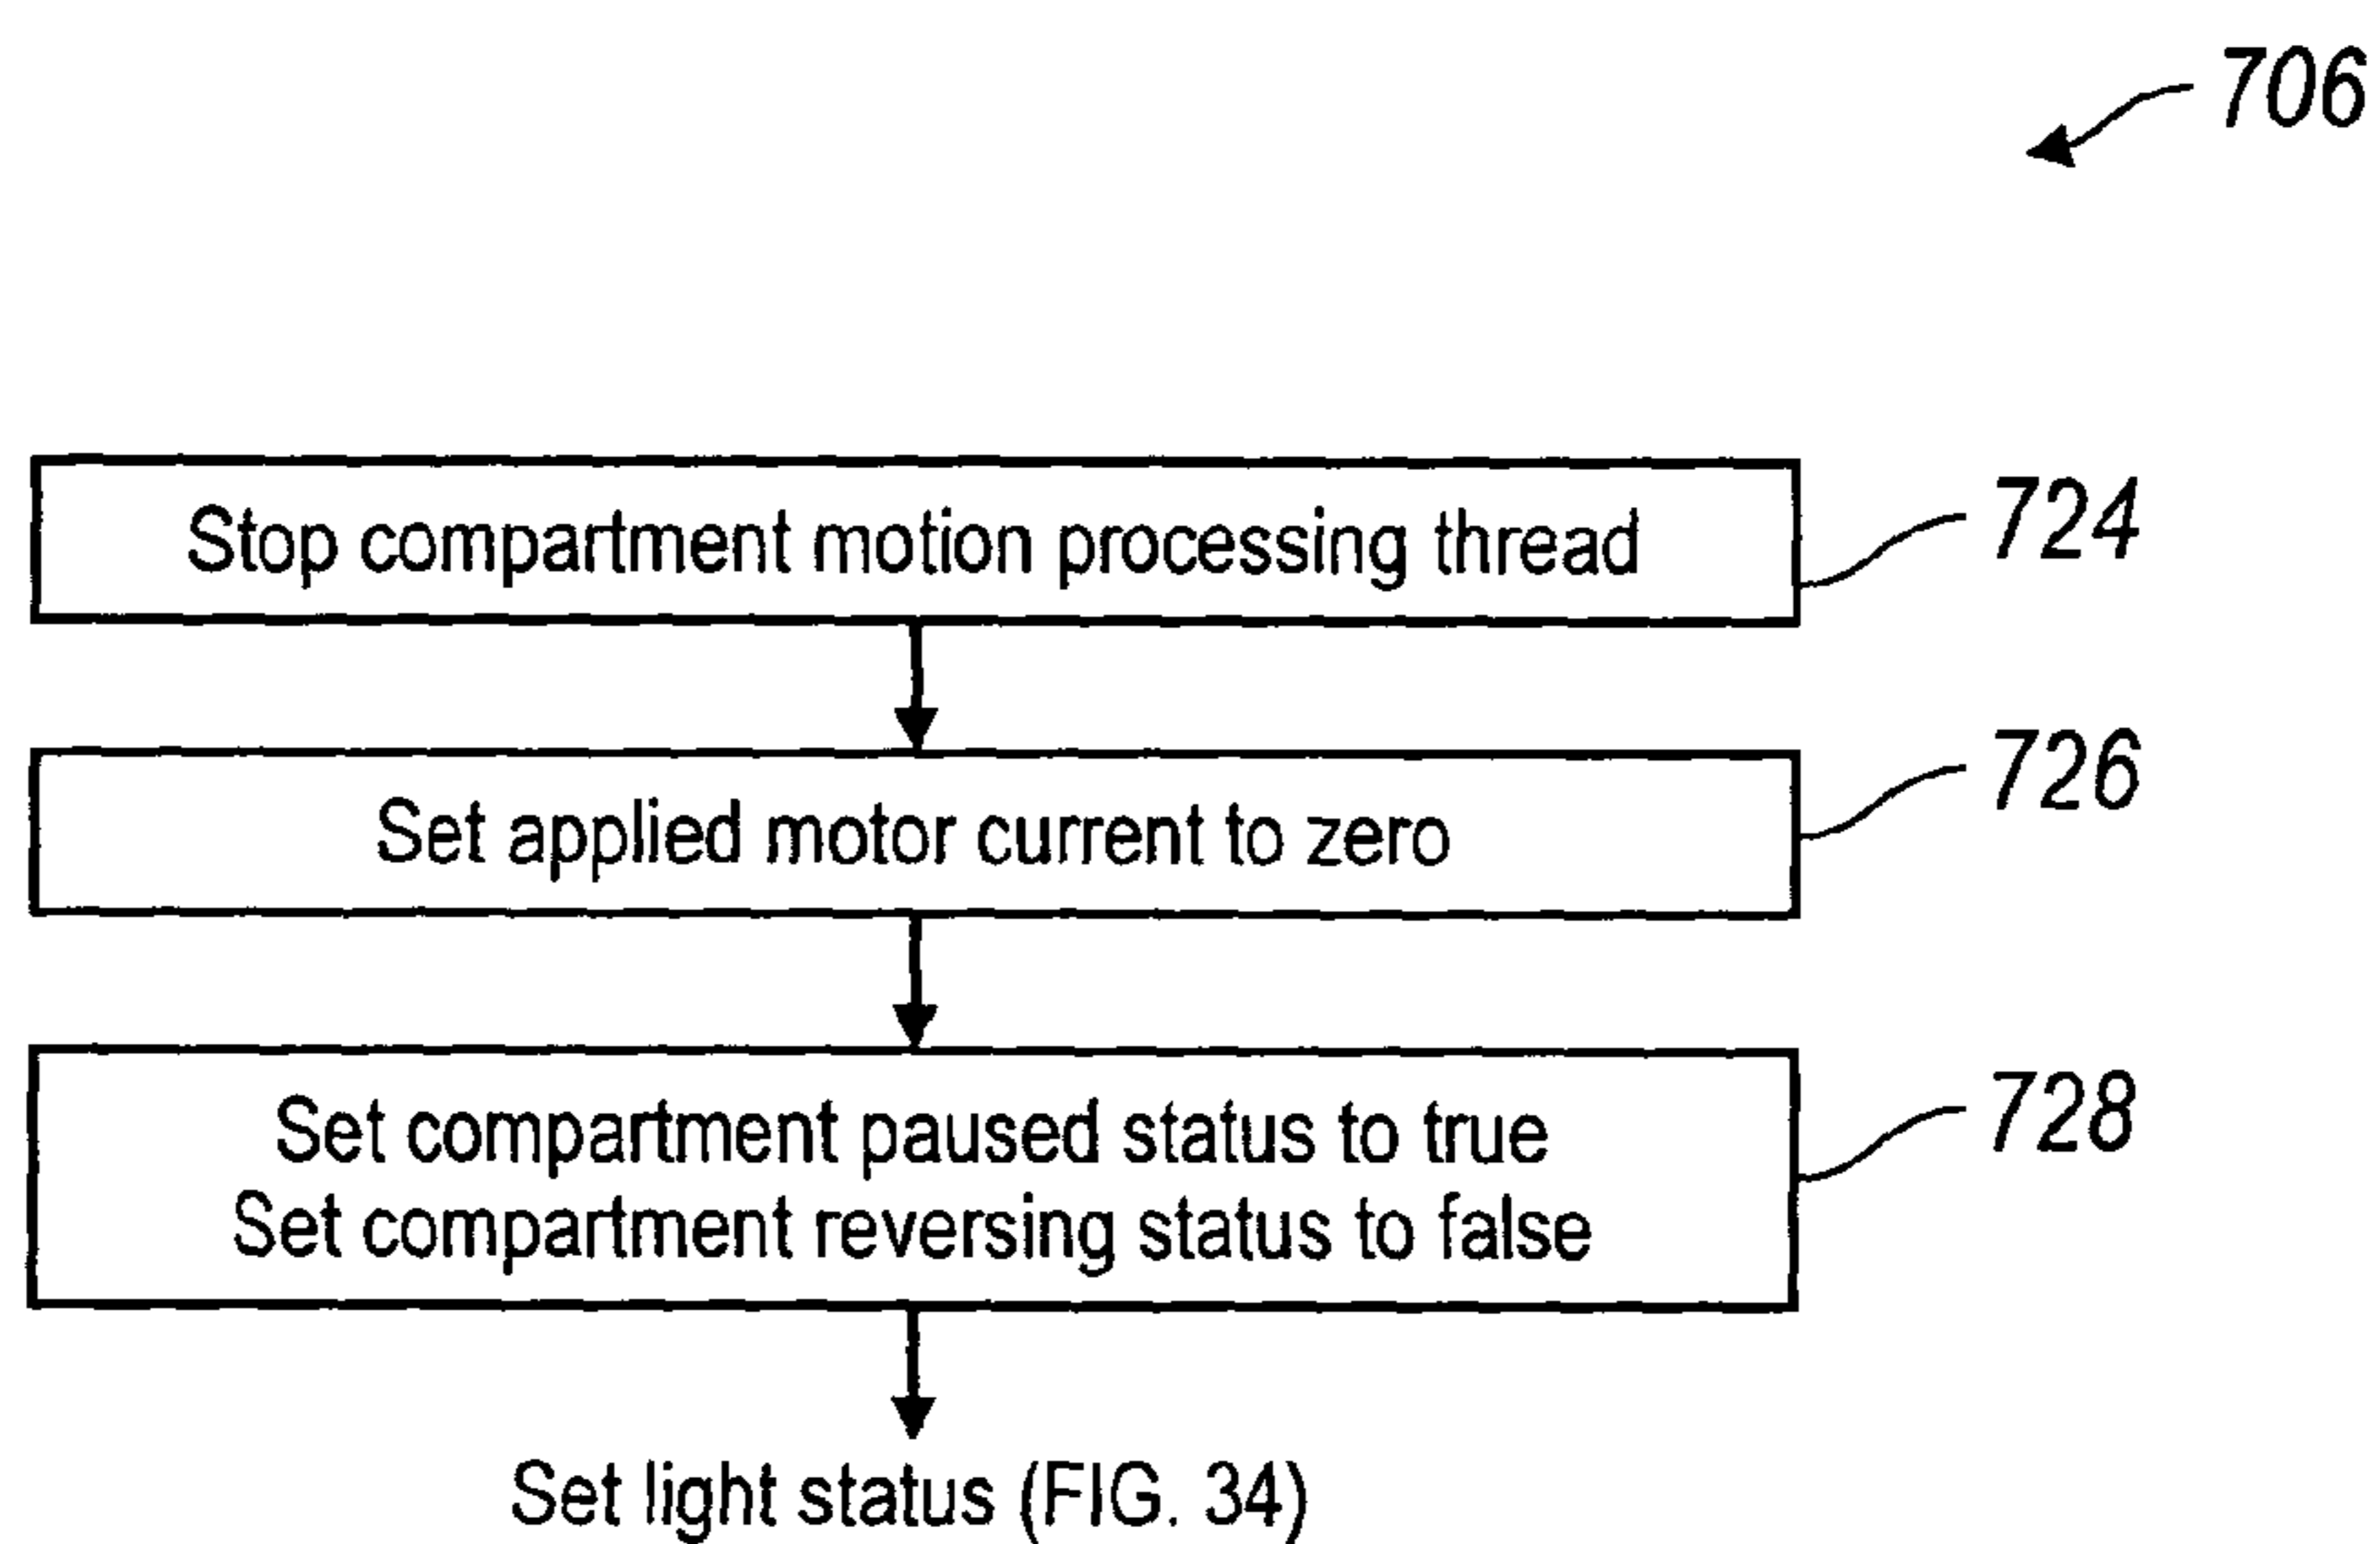 706
Stop compartment motion processing thread
724
Set applied motor current to zero
726
Set compartment paused status to true
Set compartment reversing status to false
728
Set light status (FIG. 34)